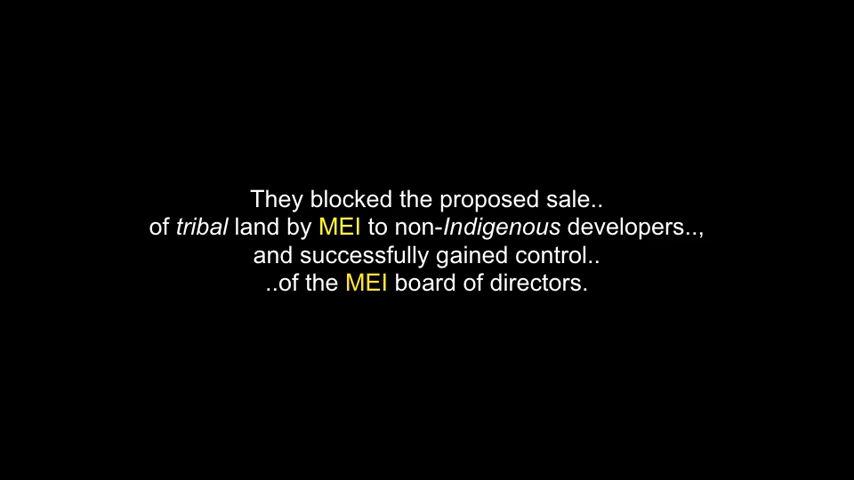 They blocked the proposed sale..
of tribal land by MEI to non-Indigenous developers..,
and successfully gained control..
..of the MEI board of directors.